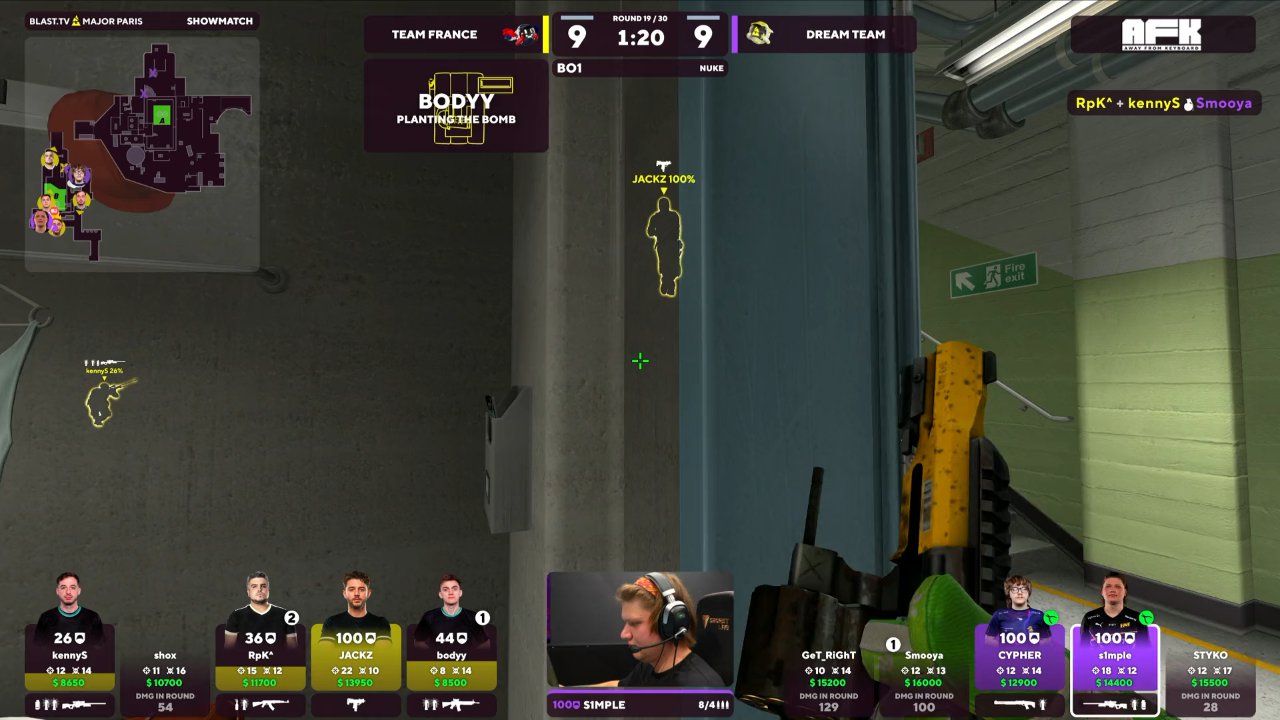 BLAST.TV MAJOR PARIS SHOWMATCH
TEAM FRANCE
9
ROUND 19 / 30
1:20
9
DREAM TEAM
BO1 NUKE
AFK
AWAY FROM KEYBOARD
BODYY
PLANTING THE BOMB
RpK^ + kennyS Smooya
JACKZ 100%
kennyS 26%
Fire
exit
26
kennyS
12 14
$ 8650
shox
11 16
$ 10700
DMG IN ROUND
54
2
36
RpK^
15 12
$ 11700
100
JACKZ
22 10
$ 13950
1
44
bodyy
8 14
$ 8500
100 S1MPLE 8/4
GeT_RiGhT
10 14
$ 15200
DMG IN ROUND
129
1
Smooya
12 13
$ 16000
DMG IN ROUND
100
100
CYPHER
12 14
$ 12900
100
s1mple
18 12
$ 14400
STYKO
12 17
$ 15500
DMG IN ROUND
28